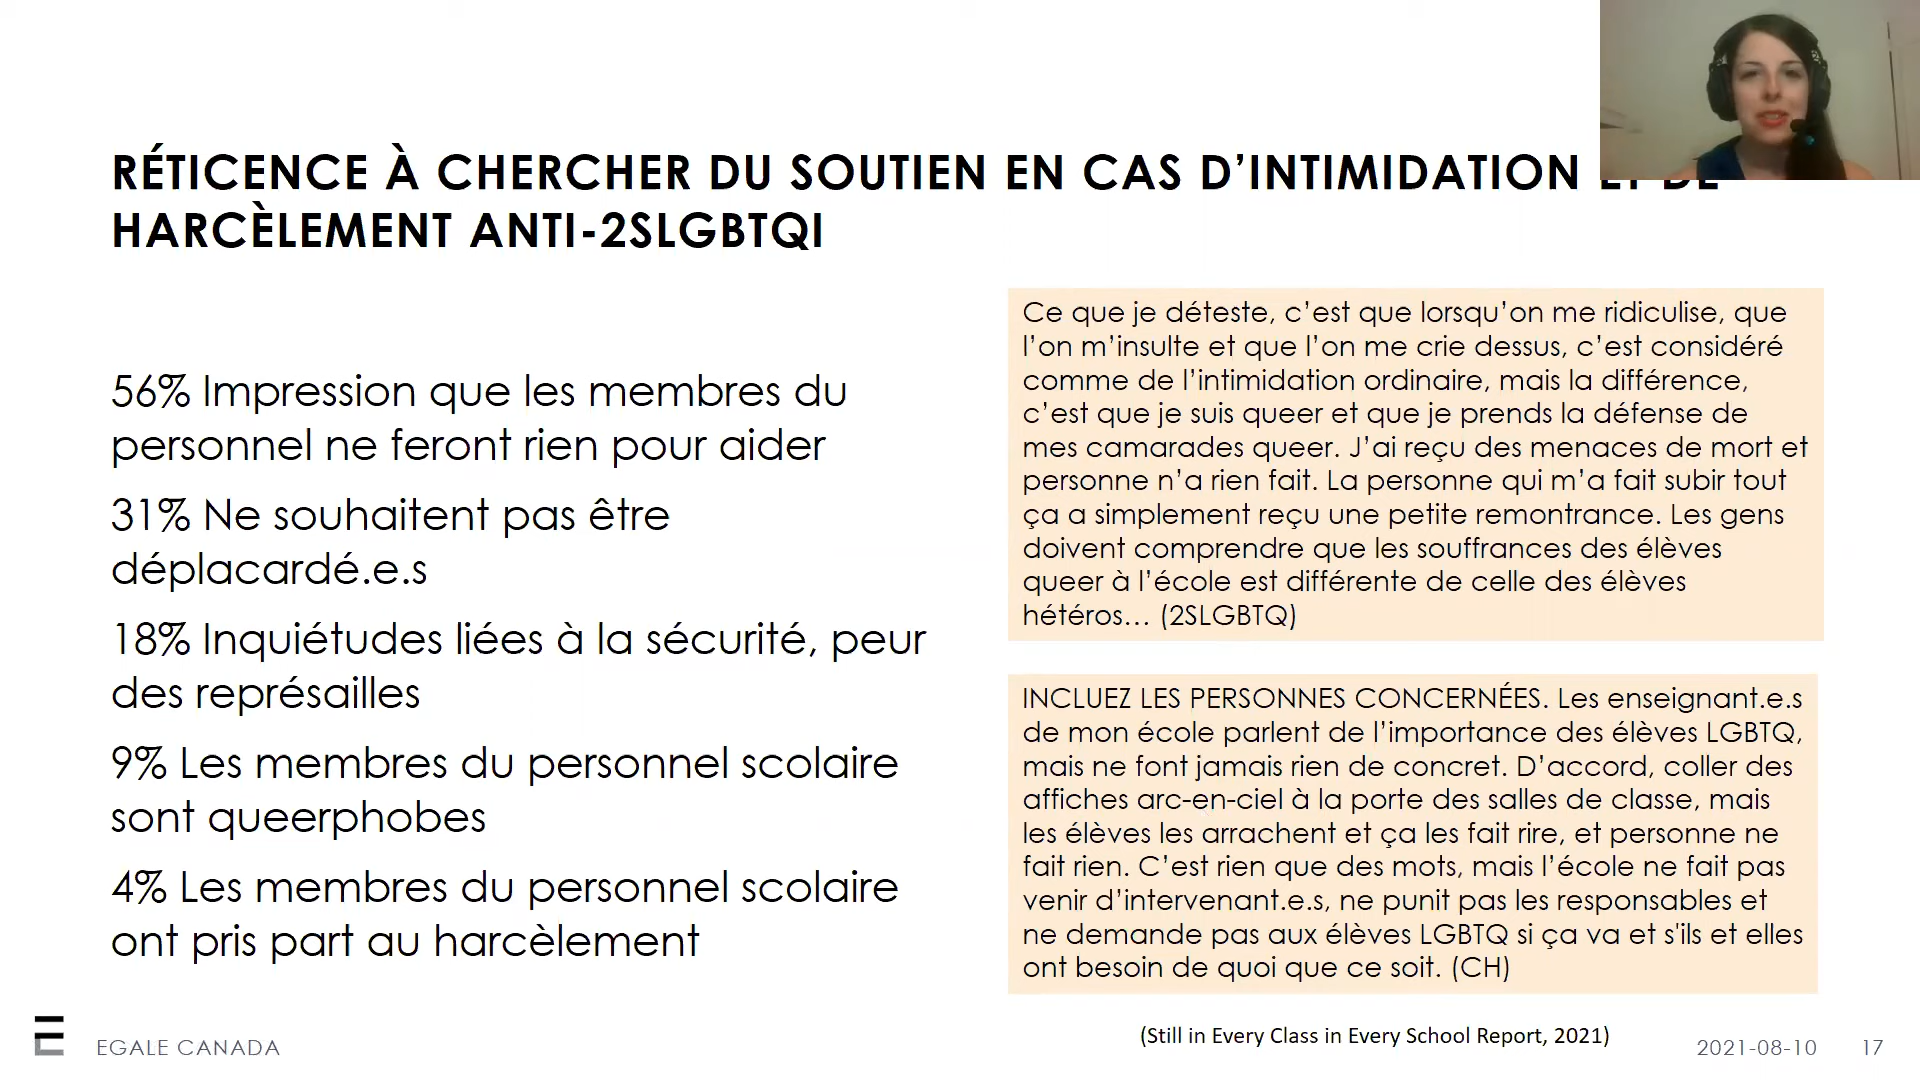 RÉTICENCE À CHERCHER DU SOUTIEN EN CAS D’INTIMIDATION ET DE
HARCÈLEMENT ANTI-2SLGBTQI
56% Impression que les membres du
personnel ne feront rien pour aider
31% Ne souhaitent pas être
déplacardé.e.s
18% Inquiétudes liées à la sécurité, peur
des représailles
9% Les membres du personnel scolaire
sont queerphobes
4% Les membres du personnel scolaire
ont pris part au harcèlement
Ce que je déteste, c’est que lorsqu’on me ridiculise, que
l’on m’insulte et que l’on me crie dessus, c’est considéré
comme de l’intimidation ordinaire, mais la différence,
c’est que je suis queer et que je prends la défense de
mes camarades queer. J’ai reçu des menaces de mort et
personne n’a rien fait. La personne qui m’a fait subir tout
ça a simplement reçu une petite remontrance. Les gens
doivent comprendre que les souffrances des élèves
queer à l’école est différente de celle des élèves
hétéros… (2SLGBTQ)
INCLUEZ LES PERSONNES CONCERNÉES. Les enseignant.e.s
de mon école parlent de l’importance des élèves LGBTQ,
mais ne font jamais rien de concret. D’accord, coller des
affiches arc-en-ciel à la porte des salles de classe, mais
les élèves les arrachent et ça les fait rire, et personne ne
fait rien. C’est rien que des mots, mais l’école ne fait pas
venir d’intervenant.e.s, ne punit pas les responsables et
ne demande pas aux élèves LGBTQ si ça va et s'ils et elles
ont besoin de quoi que ce soit. (CH)
(Still in Every Class in Every School Report, 2021)
EGALE CANADA
2021-08-10
17